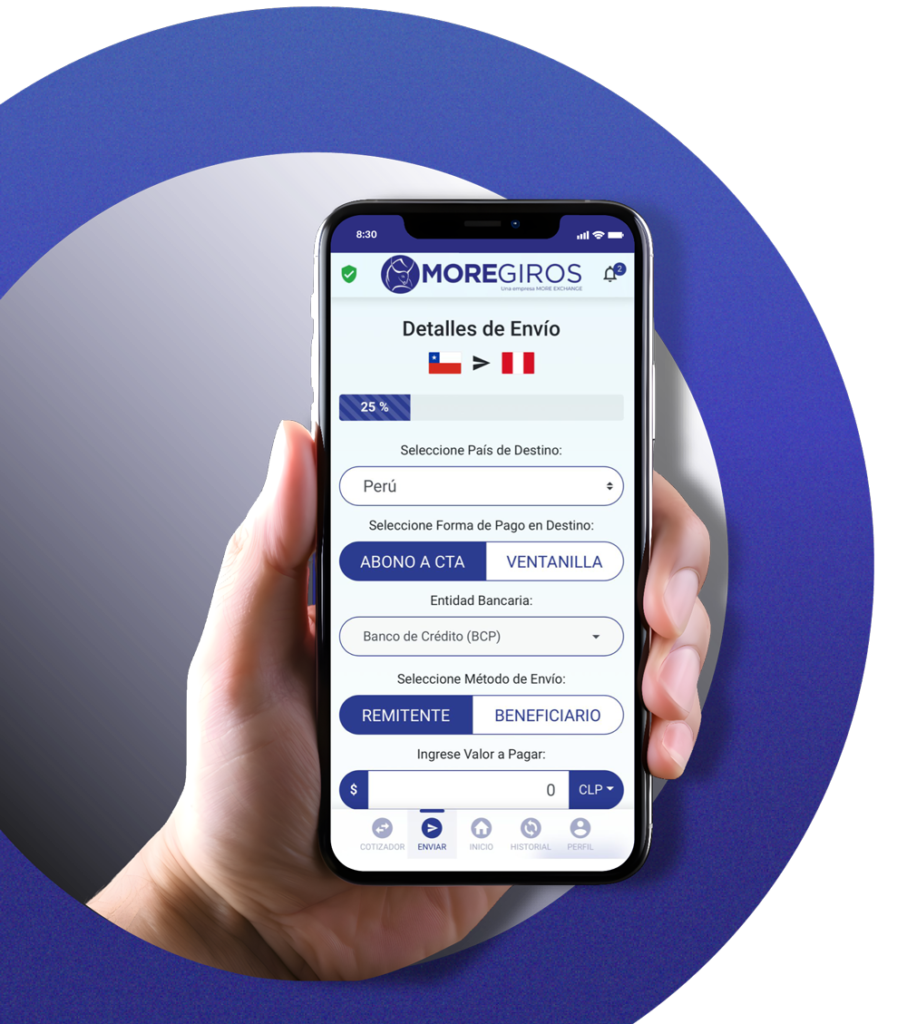 8:30
MOREGIROS
Una empresa MORE EXCHANGE
2
Detalles de Envío
25 %
Seleccione País de Destino:
Perú
Seleccione Forma de Pago en Destino:
ABONO A CTA VENTANILLA
Entidad Bancaria:
Banco de Crédito (BCP)
Seleccione Método de Envío:
REMITENTE BENEFICIARIO
Ingrese Valor a Pagar:
$ 0 CLP
COTIZADOR ENVIAR INICIO HISTORIAL PERFIL